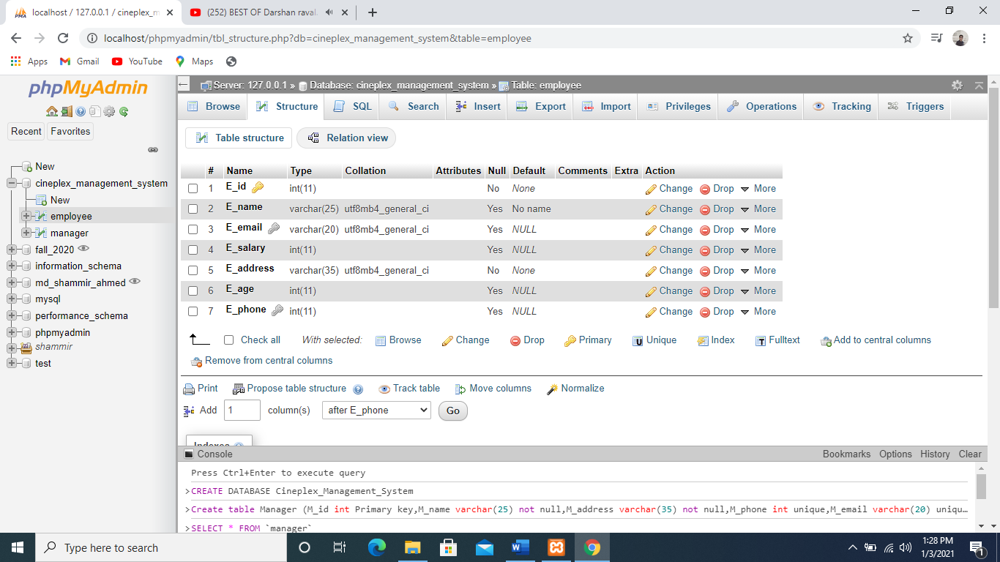 localhost / 127.0.0.1 / cineplex_m
(252) BEST OF Darshan raval
localhost/phpmyadmin/tbl_structure.php?db=cineplex_management_system&table=employee
Apps Gmail YouTube Maps
phpMyAdmin
Recent Favorites
New
cineplex_management_system
New
employee
manager
fall_2020
information_schema
md_shammir_ahmed
mysql
performance_schema
phpmyadmin
shammir
test
Server: 127.0.0.1 » Database: cineplex_management_system » Table: employee
Browse Structure SQL Search Insert Export Import Privileges Operations Tracking Triggers
Table structure Relation view
# Name Type Collation Attributes Null Default Comments Extra Action
1 E_id int(11) No None Change Drop More
2 E_name varchar(25) utf8mb4_general_ci Yes No name Change Drop More
3 E_email varchar(20) utf8mb4_general_ci Yes NULL Change Drop More
4 E_salary int(11) Yes NULL Change Drop More
5 E_address varchar(35) utf8mb4_general_ci No None Change Drop More
6 E_age int(11) Yes NULL Change Drop More
7 E_phone int(11) Yes NULL Change Drop More
Check all With selected: Browse Change Drop Primary Unique Index Fulltext Add to central columns
Remove from central columns
Print Propose table structure Track table Move columns Normalize
Add 1 column(s) after E_phone Go
Indexes
Console Bookmarks Options History Clear
Press Ctrl+Enter to execute query
>CREATE DATABASE Cineplex_Management_System
>Create table Manager (M_id int Primary key,M_name varchar(25) not null,M_address varchar(35) not null,M_phone int unique,M_email varchar(20) uniqu…
>SELECT * FROM `manager`
Type here to search
1:28 PM
1/3/2021
1